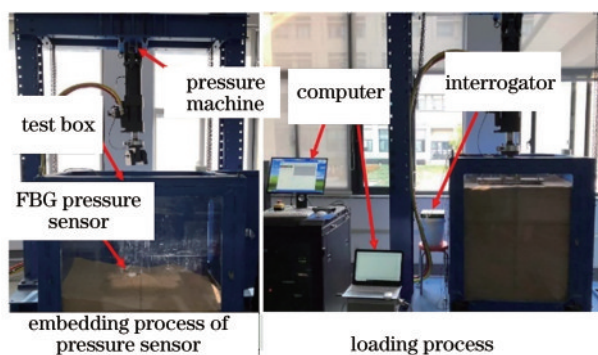 pressure
machine
test box
FBG pressure
sensor
embedding process of
pressure sensor
computer
interrogator
loading process